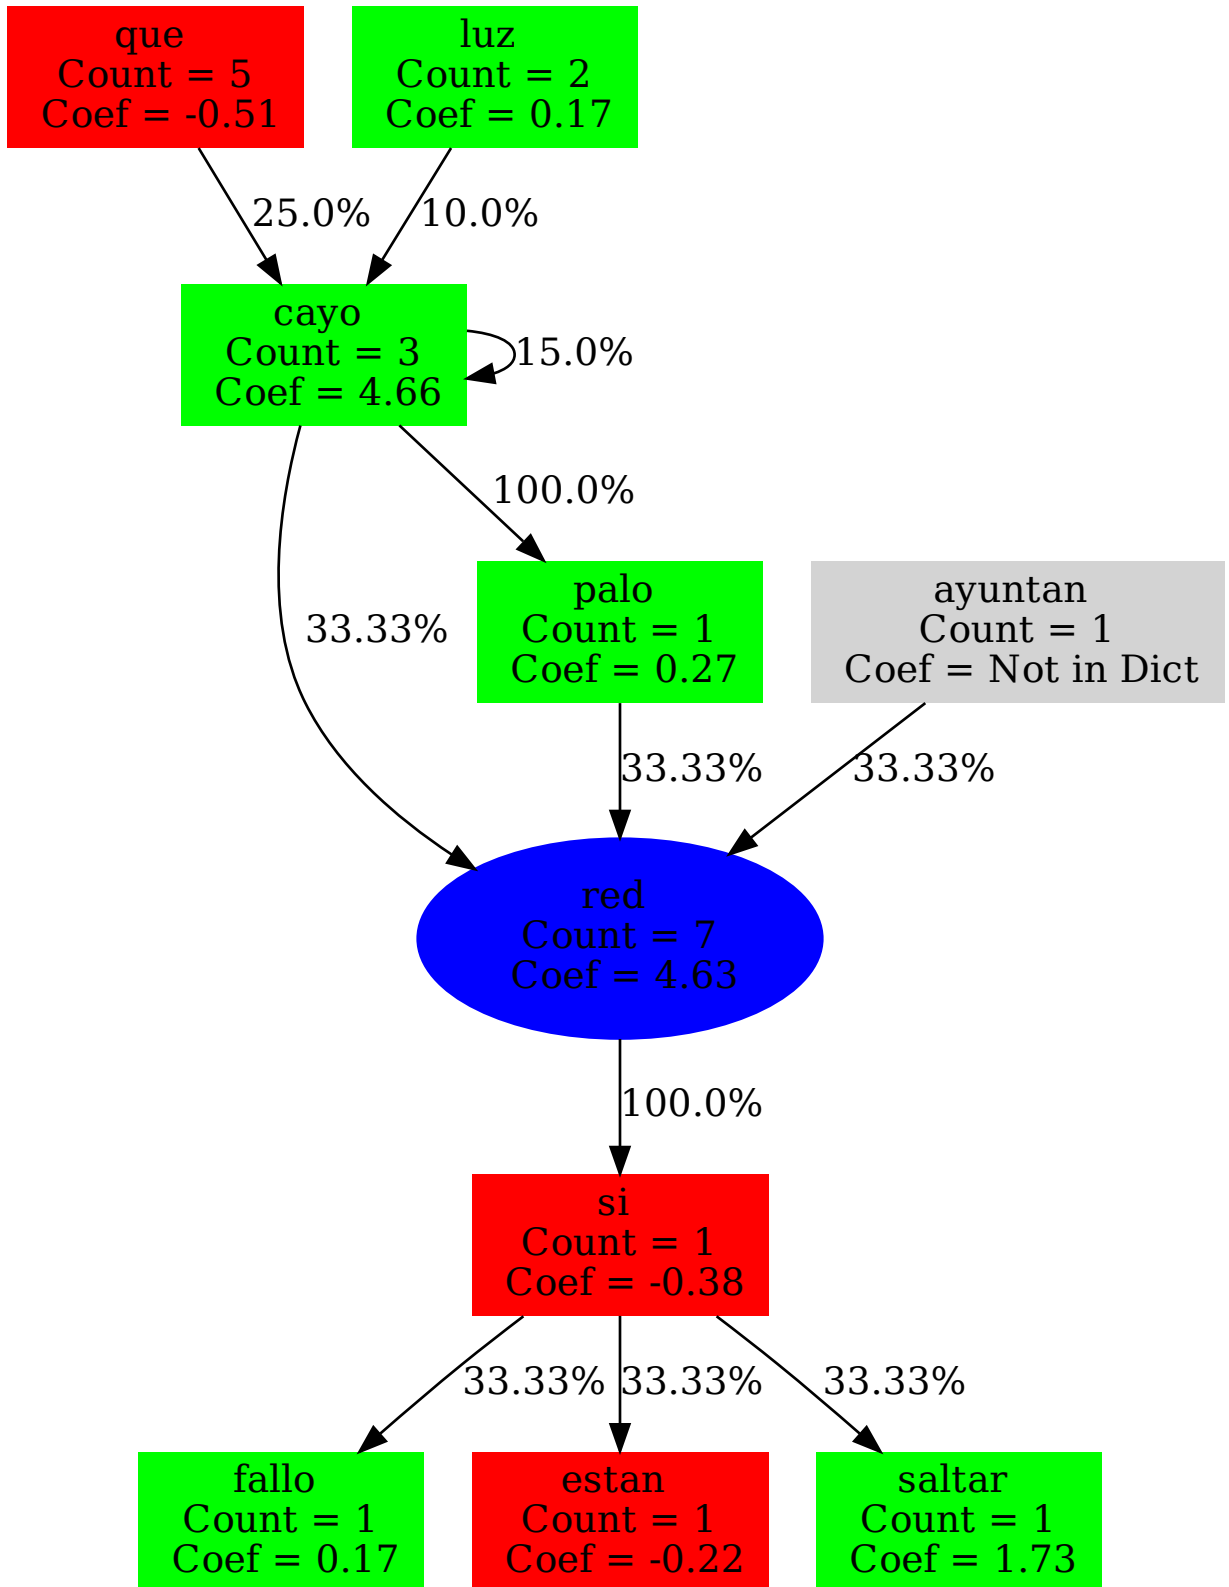 que
Count = 5
Coef = -0.51
luz
Count = 2
Coef = 0.17
25.0%
10.0%
cayo
Count = 3
Coef = 4.66
15.0%
100.0%
33.33%
palo
Count = 1
Coef = 0.27
ayuntan
Count = 1
Coef = Not in Dict
33.33%
33.33%
red
Count = 7
Coef = 4.63
100.0%
si
Count = 1
Coef = -0.38
33.33%
33.33%
33.33%
fallo
Count = 1
Coef = 0.17
estan
Count = 1
Coef = -0.22
saltar
Count = 1
Coef = 1.73